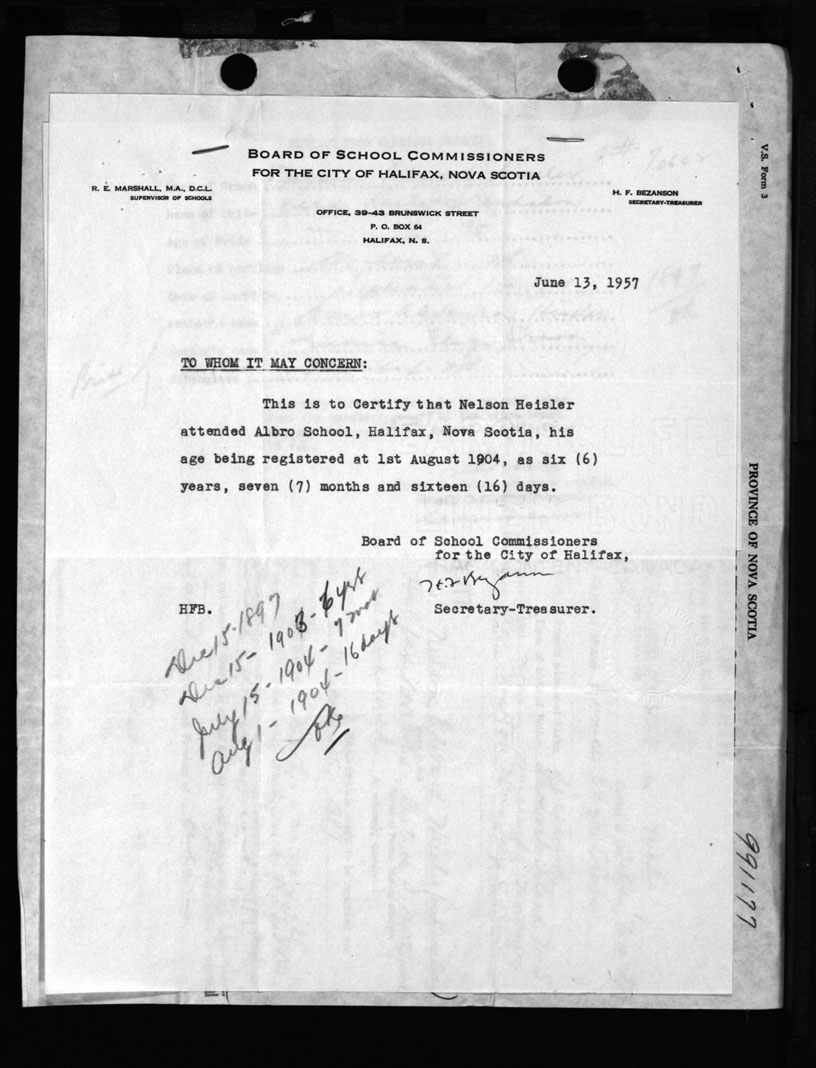 BOARD OF SCHOOL COMMISSIONERS
FOR THE CITY OF HALIFAX, NOVA SCOTIA
R. E. MARSHALL, M.A., D.C.L.
SUPERVISOR OF SCHOOLS
H. F. BEZANSON
SECRETARY-TREASURER
OFFICE, 39-43 BRUNSWICK STREET
P. O. BOX 64
HALIFAX, N. S.
June 13, 1957
TO WHOM IT MAY CONCERN:
This is to Certify that Nelson Heisler
attended Albro School, Halifax, Nova Scotia, his
age being registered at 1st August 1904, as six (6)
years, seven (7) months and sixteen (16) days.
Board of School Commissioners
for the City of Halifax,
HFBezanson
HFB.
Secretary-Treasurer.
Dec 15-1897
Dec 15- 1903-6 yrs
July 15- 1904- 7 mos
Aug 1- 1904-16 days
V.S. Form 3
PROVINCE OF NOVA SCOTIA
991177